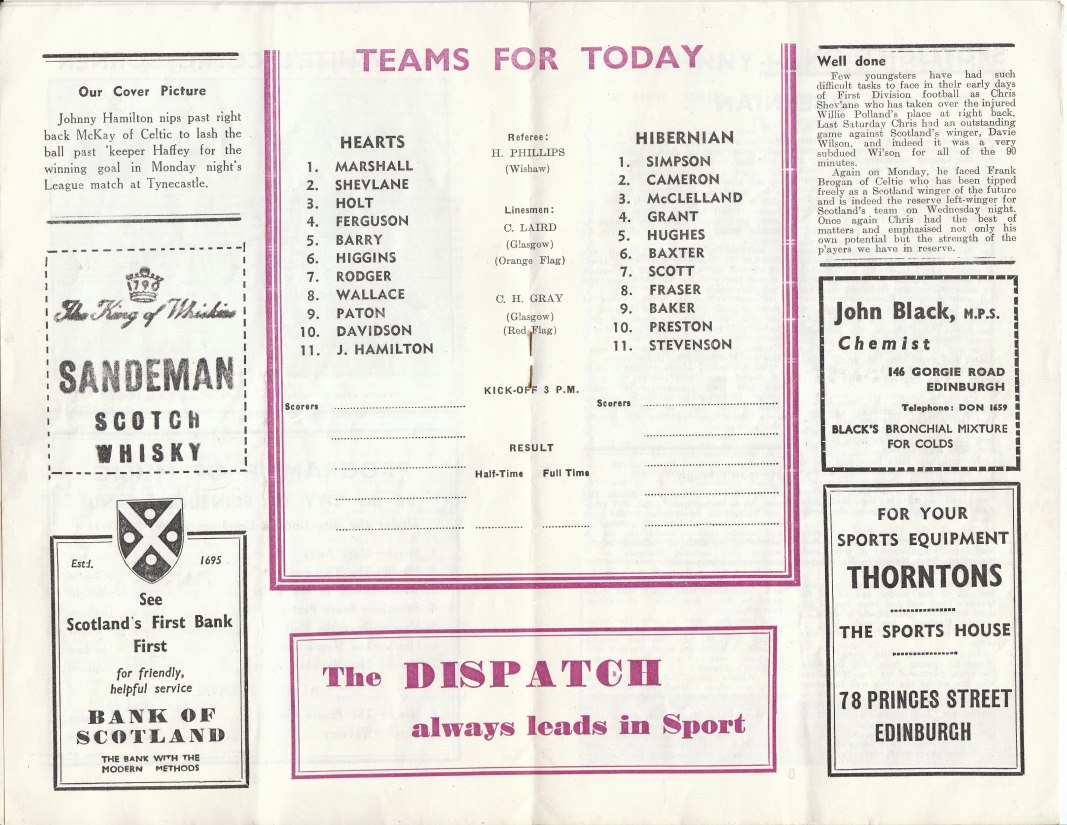 TEAMS FOR TODAY
Our Cover Picture
Johnny Hamilton nips past right
back McKay of Celtic to lash the
ball past 'keeper Haffey for the
winning goal in Monday night's
League match at Tynecastle.
1790
The King of Whiskies
SANDEMAN
SCOTCH
WHISKY
Estd. 1695
See
Scotland's First Bank
First
for friendly,
helpful service
BANK OF
SCOTLAND
THE BANK WITH THE
MODERN METHODS
HEARTS
1. MARSHALL
2. SHEVLANE
3. HOLT
4. FERGUSON
5. BARRY
6. HIGGINS
7. RODGER
8. WALLACE
9. PATON
10. DAVIDSON
11. J. HAMILTON
Scorers
Referee:
H. PHILLIPS
(Wishaw)
Linesmen:
C. LAIRD
(Glasgow)
(Orange Flag)
C. H. GRAY
(Glasgow)
(Red Flag)
KICK-OFF 3 P.M.
RESULT
Half-Time Full Time
HIBERNIAN
1. SIMPSON
2. CAMERON
3. McCLELLAND
4. GRANT
5. HUGHES
6. BAXTER
7. SCOTT
8. FRASER
9. BAKER
10. PRESTON
11. STEVENSON
Scorers
The DISPATCH
always leads in Sport
Well done
Few youngsters have had such
difficult tasks to face in their early days
of First Division football as Chris
Shev'ane who has taken over the injured
Willie Polland's place at right back.
Last Saturday Chris had an outstanding
game against Scotland's winger, Davie
Wilson, and indeed it was a very
subdued Wi'son for all of the 90
minutes.
Again on Monday, he faced Frank
Brogan of Celtic who has been tipped
freely as a Scotland winger of the future
and is indeed the reserve left-winger for
Scotland's team on Wednesday night.
Once again Chris had the best of
matters and emphasised not only his
own potential but the strength of the
p'ayers we have in reserve.
John Black, M.P.S.
Chemist
146 GORGIE ROAD
EDINBURGH
Telephone: DON 1659
BLACK'S BRONCHIAL MIXTURE
FOR COLDS
FOR YOUR
SPORTS EQUIPMENT
THORNTONS
THE SPORTS HOUSE
78 PRINCES STREET
EDINBURGH